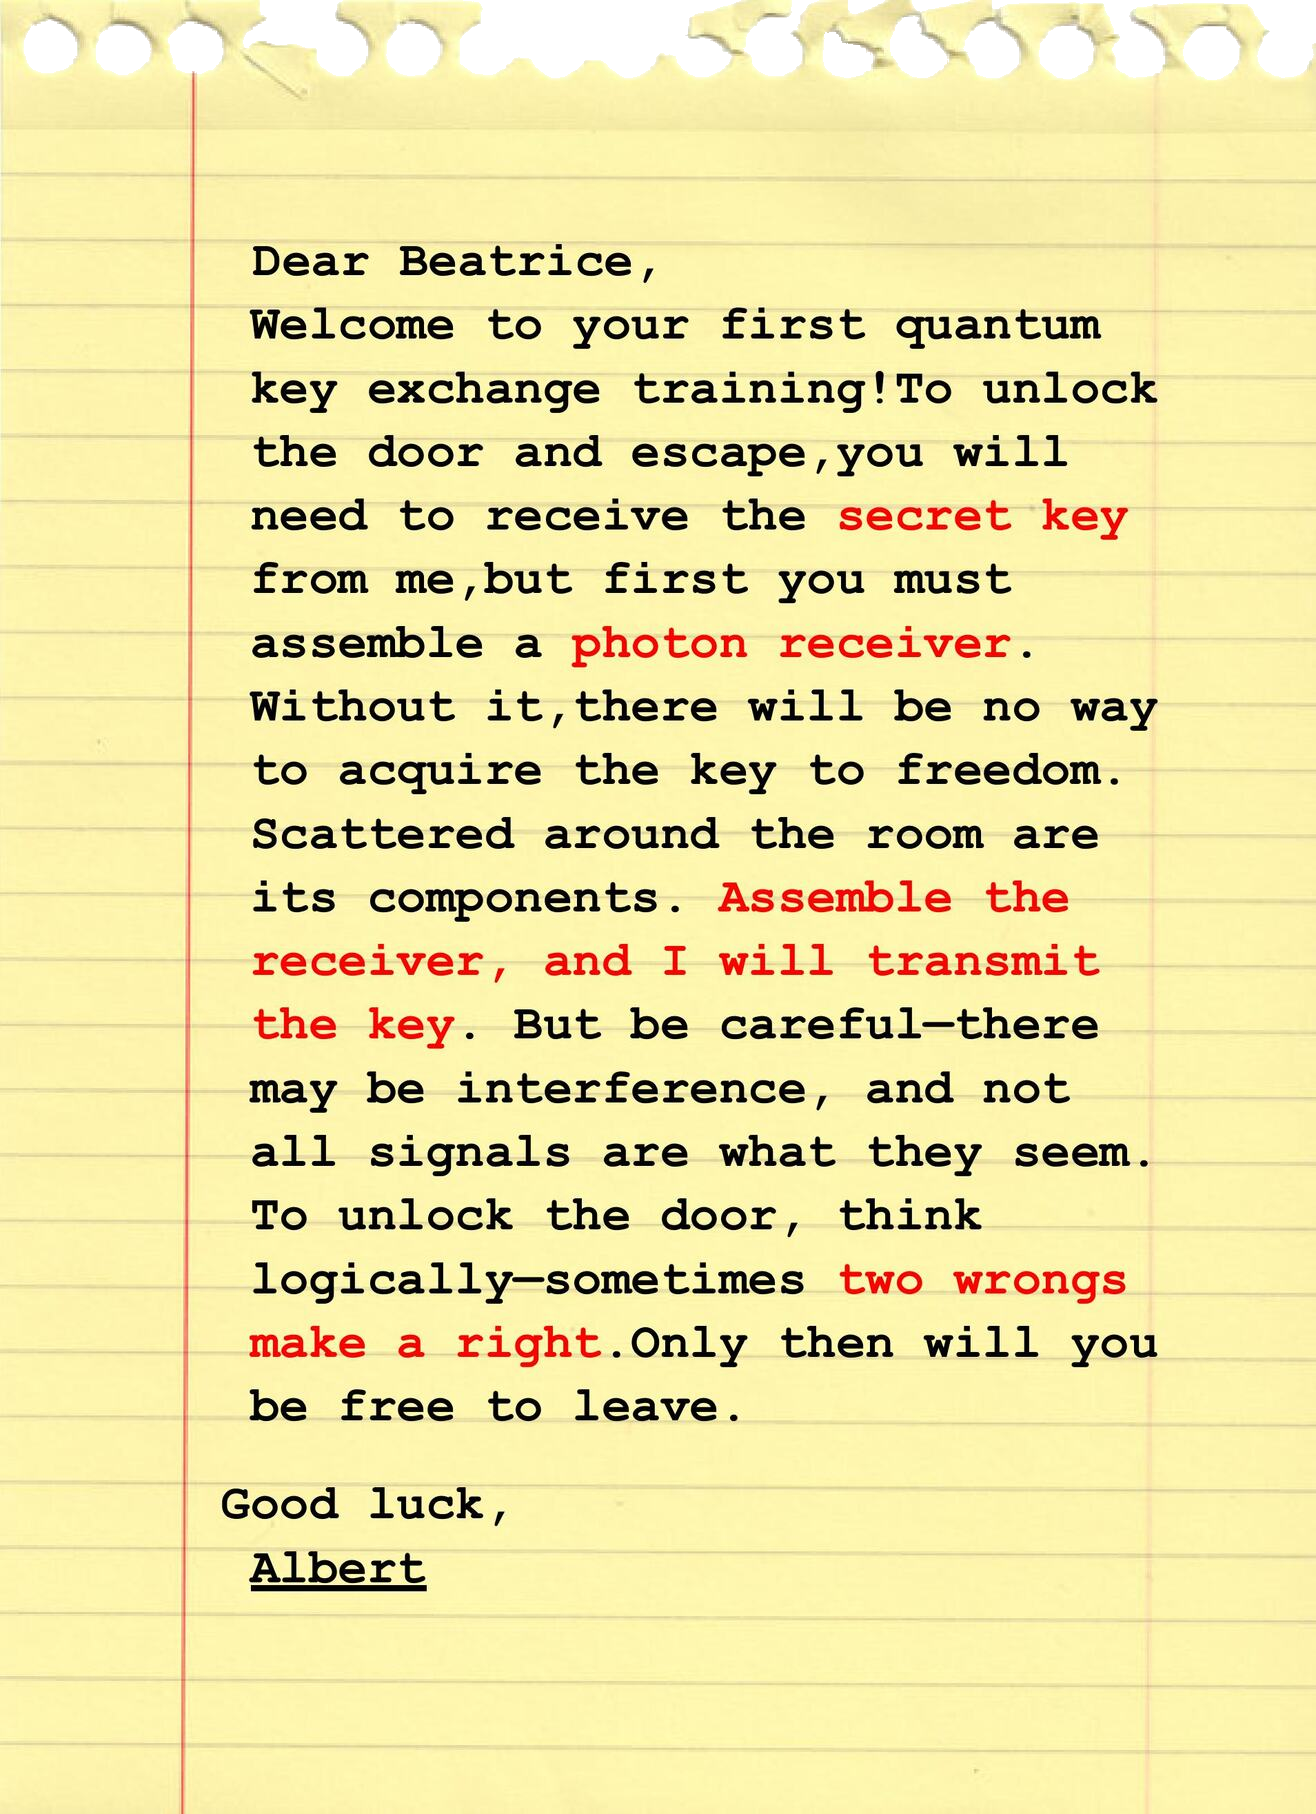 Dear Beatrice,
Welcome to your first quantum
key exchange training!To unlock
the door and escape,you will
need to receive the secret key
from me,but first you must
assemble a photon receiver.
Without it,there will be no way
to acquire the key to freedom.
Scattered around the room are
its components. Assemble the
receiver, and I will transmit
the key. But be careful—there
may be interference, and not
all signals are what they seem.
To unlock the door, think
logically—sometimes two wrongs
make a right.Only then will you
be free to leave.
Good luck,
Albert